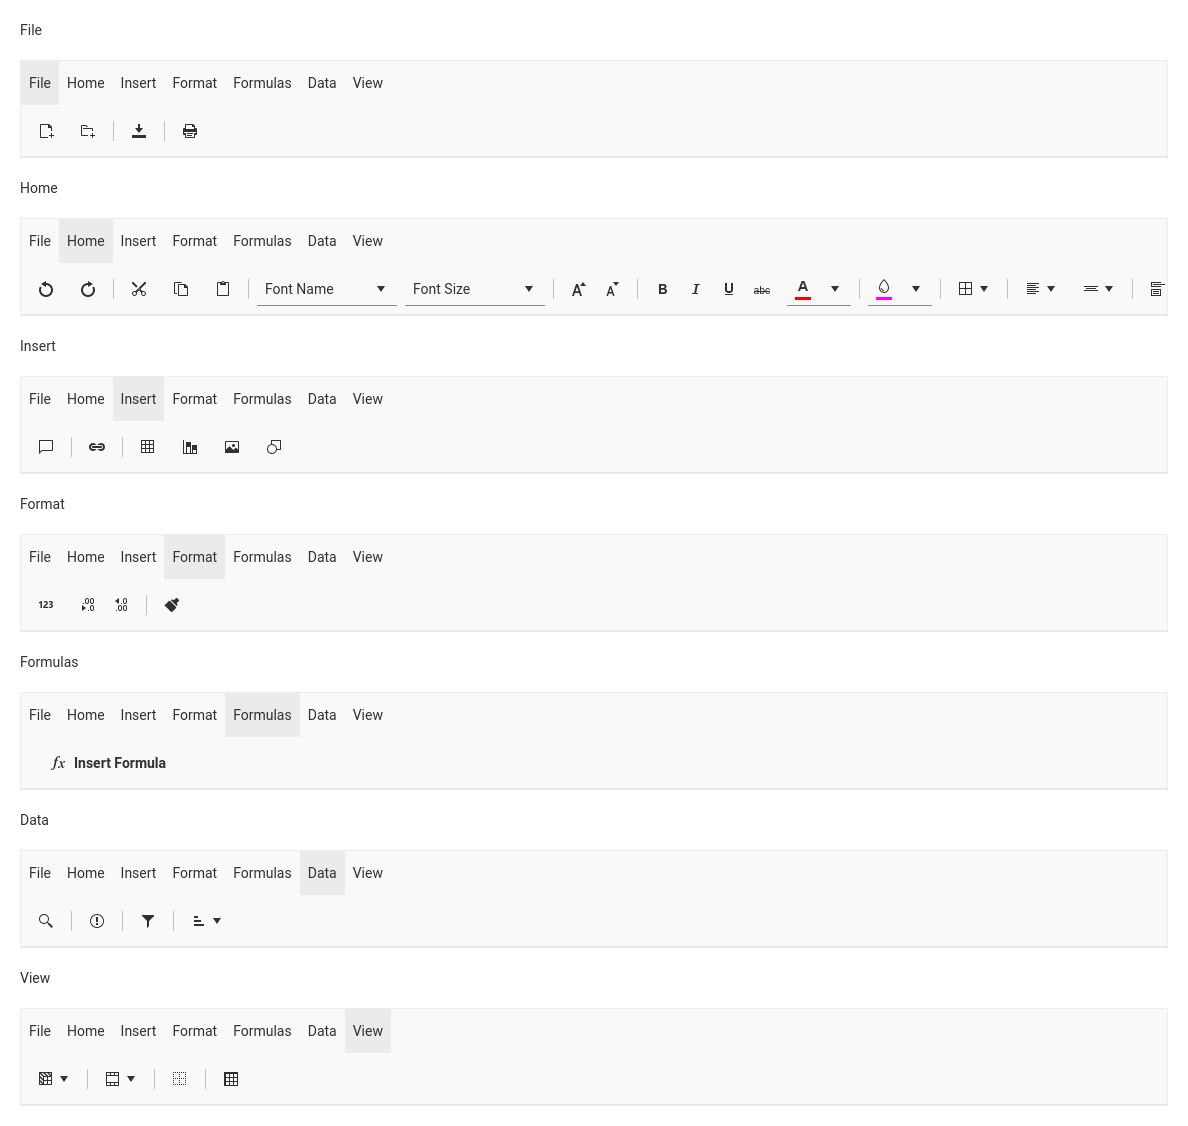 File
File Home Insert Format Formulas Data View
Home
File Home Insert Format Formulas Data View
Font Name Font Size A A B I U abc A
Insert
File Home Insert Format Formulas Data View
Format
File Home Insert Format Formulas Data View
123 .00 .0 .0 .00
Formulas
File Home Insert Format Formulas Data View
fx Insert Formula
Data
File Home Insert Format Formulas Data View
View
File Home Insert Format Formulas Data View